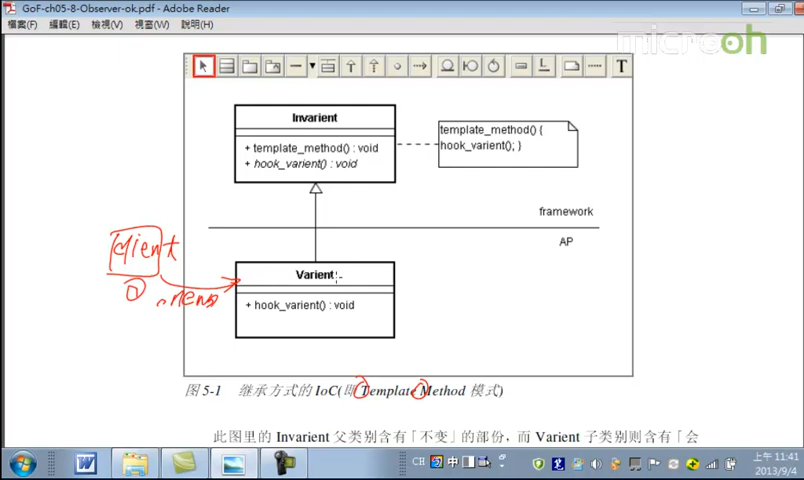 GoF-ch05-8-Observer-ok.pdf - Adobe Reader
檔案(F) 編輯(E) 檢視(V) 視窗(W) 說明(H)
microoh
T
Invarient
+ template_method() : void
+ hook_varient() : void
template_method() {
hook_varient(); }
framework
AP
client
Varient
+ hook_varient() : void
图 5-1 继承方式的 IoC(即 Template Method 模式)
此图里的 Invarient 父类别含有「不变」的部份，而 Varient 子类别则含有「会
W
CH
中
上午 11:41
2013/9/4